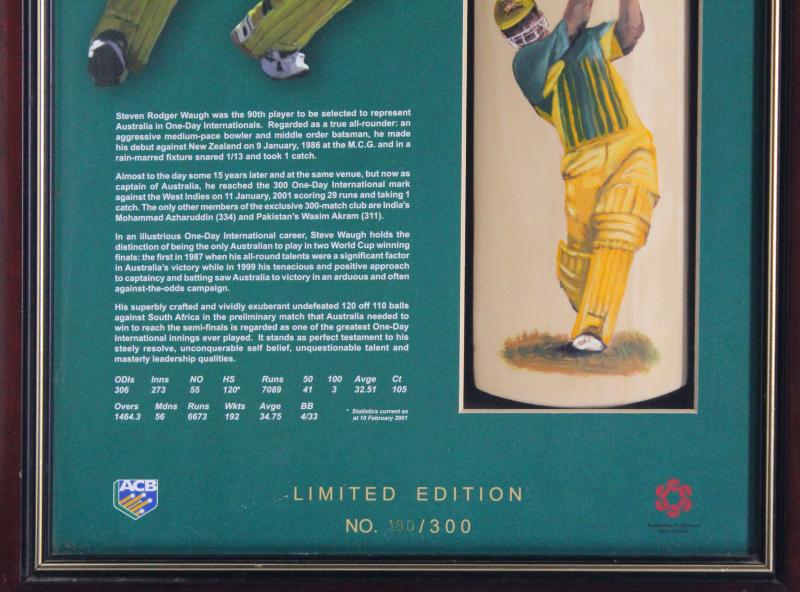 Steven Rodger Waugh was the 90th player to be selected to represent
Australia in One-Day Internationals. Regarded as a true all-rounder: an
aggressive medium-pace bowler and middle order batsman, he made
his debut against New Zealand on 9 January, 1986 at the M.C.G. and in a
rain-marred fixture snared 1/13 and took 1 catch.
Almost to the day some 15 years later and at the same venue, but now as
captain of Australia, he reached the 300 One-Day International mark
against the West Indies on 11 January, 2001 scoring 29 runs and taking 1
catch. The only other members of the exclusive 300-match club are India's
Mohammad Azharuddin (334) and Pakistan's Wasim Akram (311).
In an illustrious One-Day International career, Steve Waugh holds the
distinction of being the only Australian to play in two World Cup winning
finals: the first in 1987 when his all-round talents were a significant factor
in Australia's victory while in 1999 his tenacious and positive approach
to captaincy and batting saw Australia to victory in an arduous and often
against-the-odds campaign.
His superbly crafted and vividly exuberant undefeated 120 off 110 balls
against South Africa in the preliminary match that Australia needed to
win to reach the semi-finals is regarded as one of the greatest One-Day
International innings ever played. It stands as perfect testament to his
steely resolve, unconquerable self belief, unquestionable talent and
masterly leadership qualities.
ODIs Inns NO HS Runs 50 100 Avge Ct
306 273 55 120* 7089 41 3 32.51 105
Overs Mdns Runs Wkts Avge BB
1464.3 56 6673 192 34.75 4/33
* Statistics current as
at 10 February 2001
ACB
LIMITED EDITION
NO. 190/300